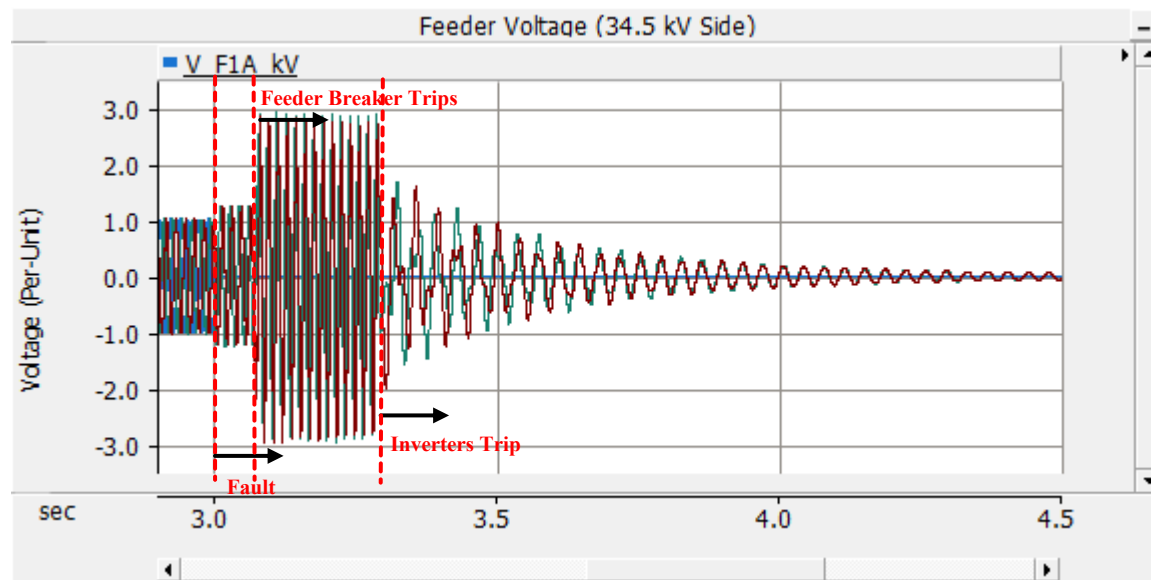 Feeder Voltage (34.5 kV Side)
V_F1A_kV
Feeder Breaker Trips
3.0
2.0
1.0
0.0
-1.0
-2.0
-3.0
Voltage (Per-Unit)
Inverters Trip
Fault
sec
3.0
3.5
4.0
4.5